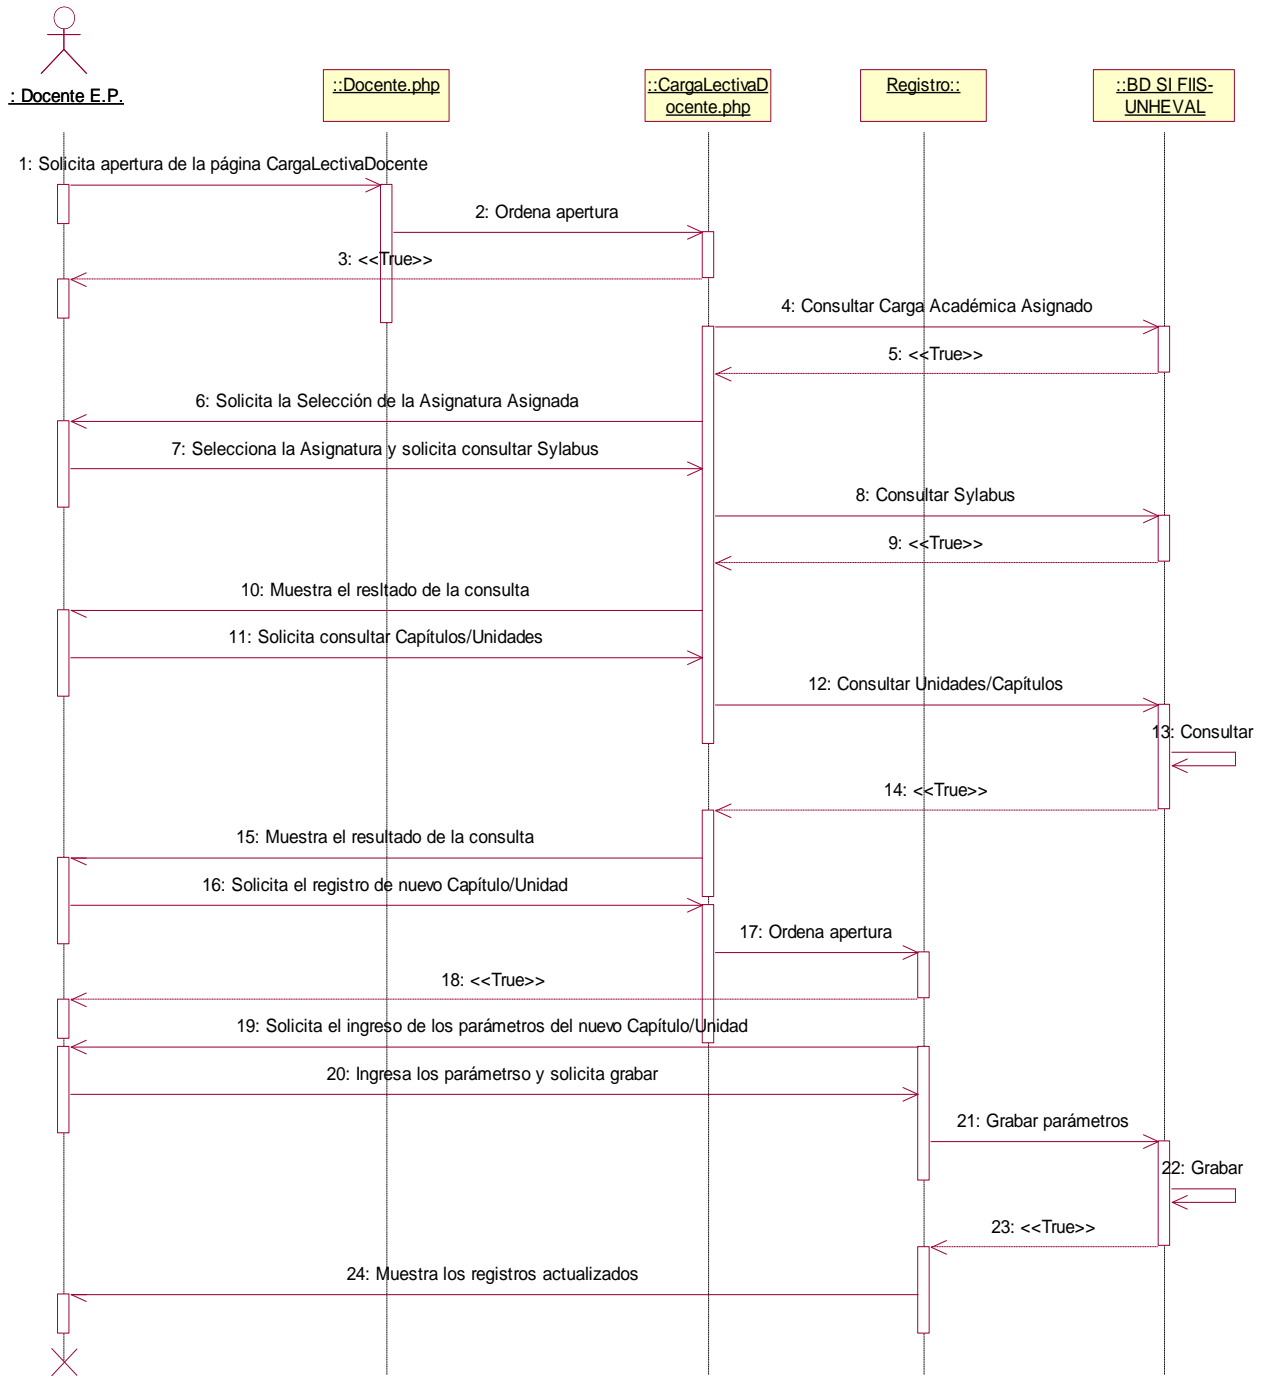 : Docente E.P.
::Docente.php
::CargaLectivaD
ocente.php
Registro::
::BD SI FIIS-
UNHEVAL
1: Solicita apertura de la página CargaLectivaDocente
2: Ordena apertura
3: <<True>>
4: Consultar Carga Académica Asignado
5: <<True>>
6: Solicita la Selección de la Asignatura Asignada
7: Selecciona la Asignatura y solicita consultar Sylabus
8: Consultar Sylabus
9: <<True>>
10: Muestra el resltado de la consulta
11: Solicita consultar Capítulos/Unidades
12: Consultar Unidades/Capítulos
13: Consultar
14: <<True>>
15: Muestra el resultado de la consulta
16: Solicita el registro de nuevo Capítulo/Unidad
17: Ordena apertura
18: <<True>>
19: Solicita el ingreso de los parámetros del nuevo Capítulo/Unidad
20: Ingresa los parámetrso y solicita grabar
21: Grabar parámetros
22: Grabar
23: <<True>>
24: Muestra los registros actualizados